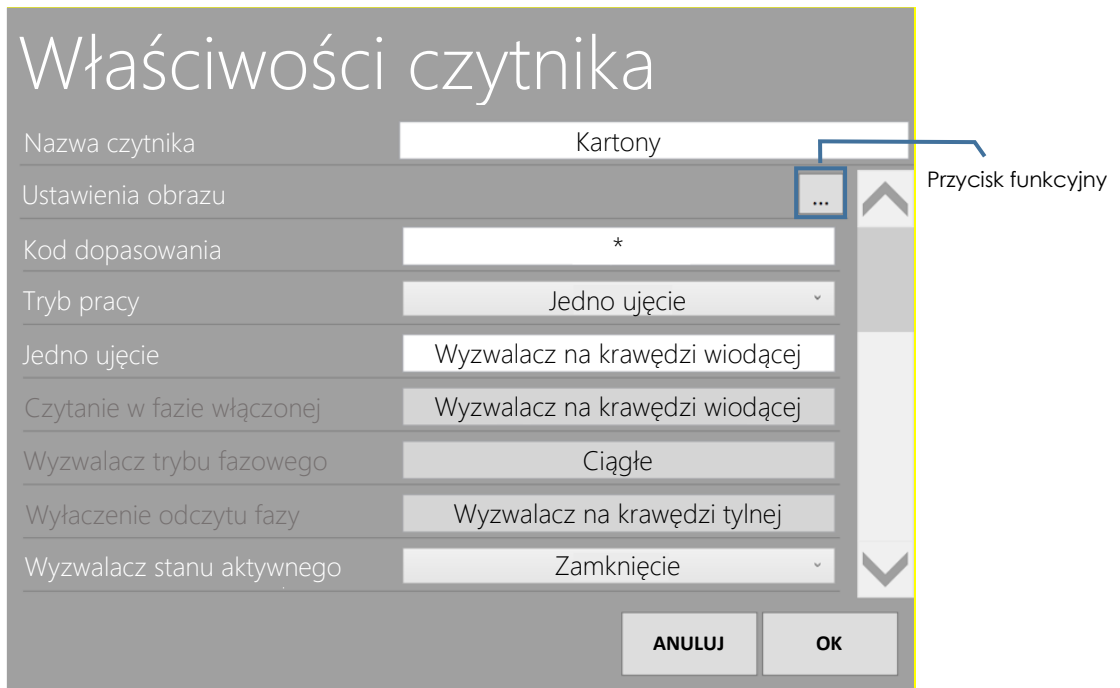 Właściwości czytnika
Nazwa czytnika Kartony
Przycisk funkcyjny
Ustawienia obrazu ...
Kod dopasowania *
Tryb pracy Jedno ujęcie
Jedno ujęcie Wyzwalacz na krawędzi wiodącej
Czytanie w fazie włączonej Wyzwalacz na krawędzi wiodącej
Wyzwalacz trybu fazowego Ciągłe
Wyłaczenie odczytu fazy Wyzwalacz na krawędzi tylnej
Wyzwalacz stanu aktywnego Zamknięcie
ANULUJ OK